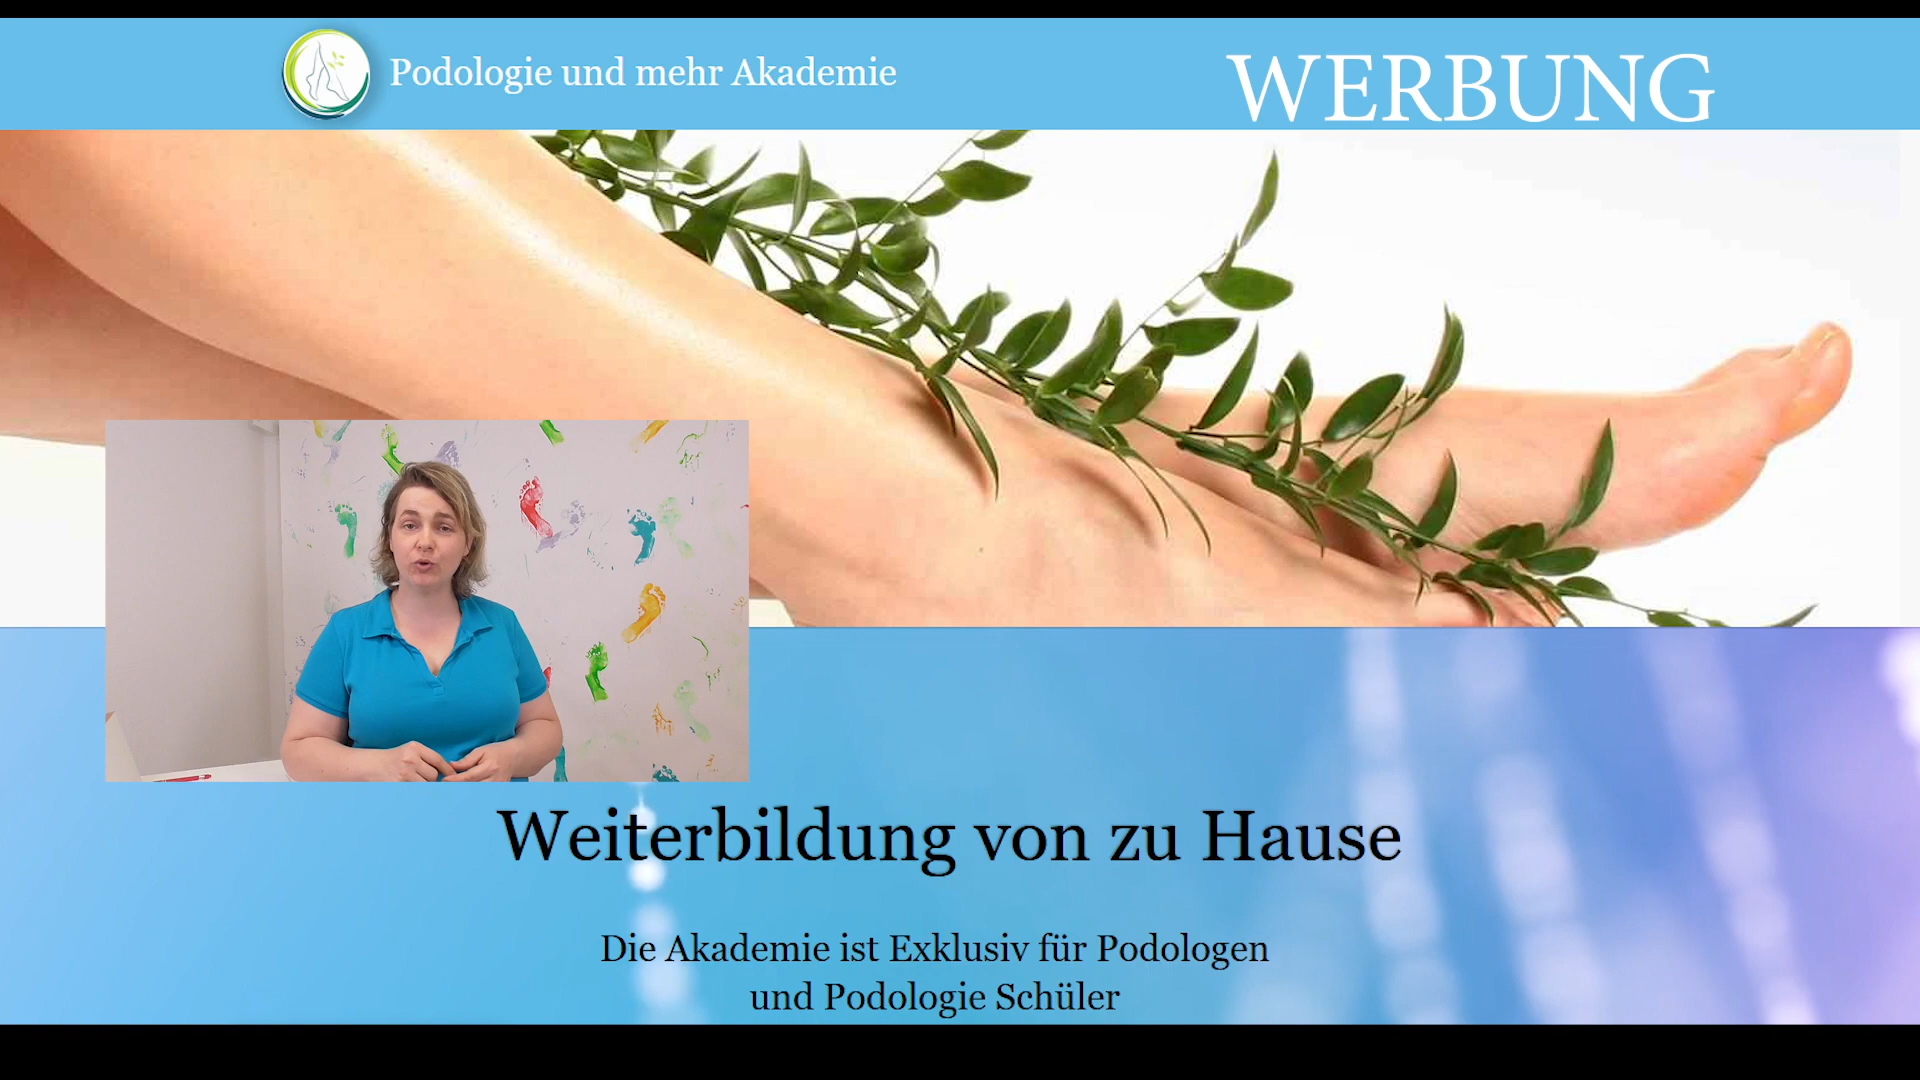 Podologie und mehr Akademie
WERBUNG
Weiterbildung von zu Hause
Die Akademie ist Exklusiv für Podologen
und Podologie Schüler